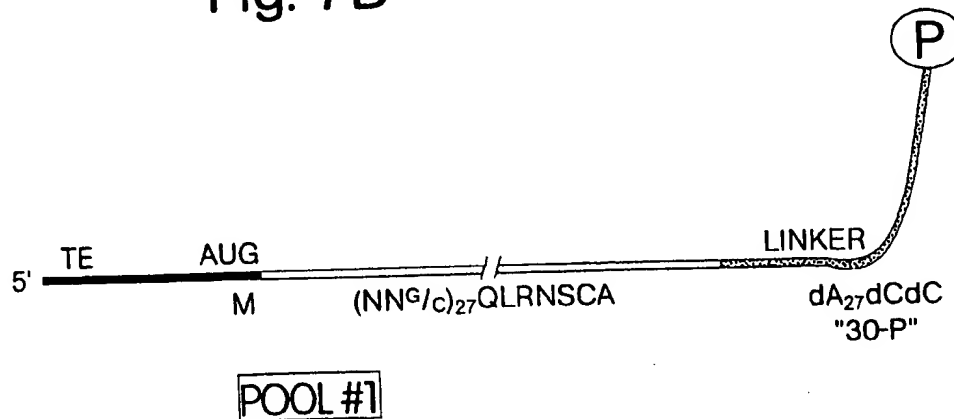 Fig. 7B
P
TE AUG LINKER
5'
M (NNG/C)27QLRNSCA dA27dCdC
"30-P"
POOL #1